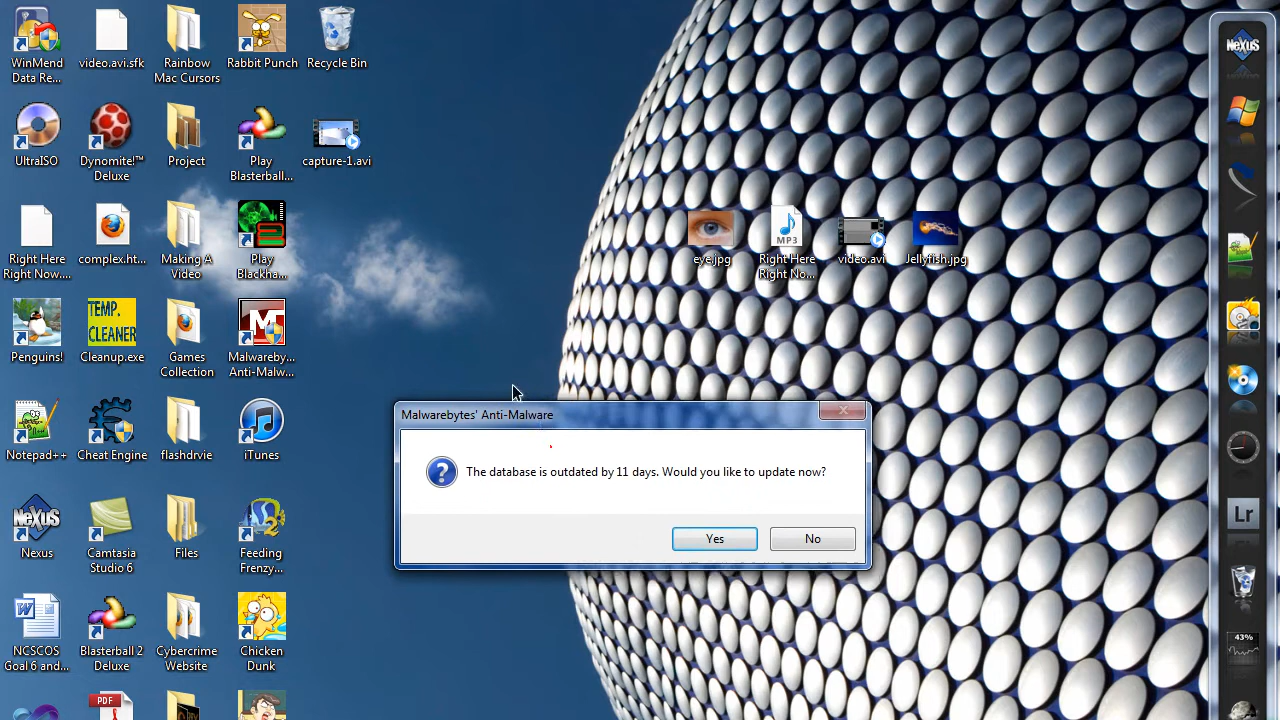 WinMend
Data Re...
video.avi.sfk
Rainbow
Mac Cursors
Rabbit Punch
Recycle Bin
UltraISO
Dynomite!™
Deluxe
Project
Play
Blasterball...
capture-1.avi
Right Here
Right Now....
complex.ht...
Making A
Video
Play
Blackha...
eye.jpg
MP3
Right Here
Right No...
video.avi
Jellyfish.jpg
Penguins!
TEMP.
CLEANER
Cleanup.exe
Games
Collection
Malwareby...
Anti-Malw...
Notepad++
Cheat Engine
flashdrvie
iTunes
Malwarebytes' Anti-Malware
The database is outdated by 11 days. Would you like to update now?
Yes
No
NEXUS
Nexus
Camtasia
Studio 6
Files
Feeding
Frenzy...
NCSCOS
Goal 6 and...
Blasterball 2
Deluxe
Cybercrime
Website
Chicken
Dunk
PDF
NEXUS
Lr
43%